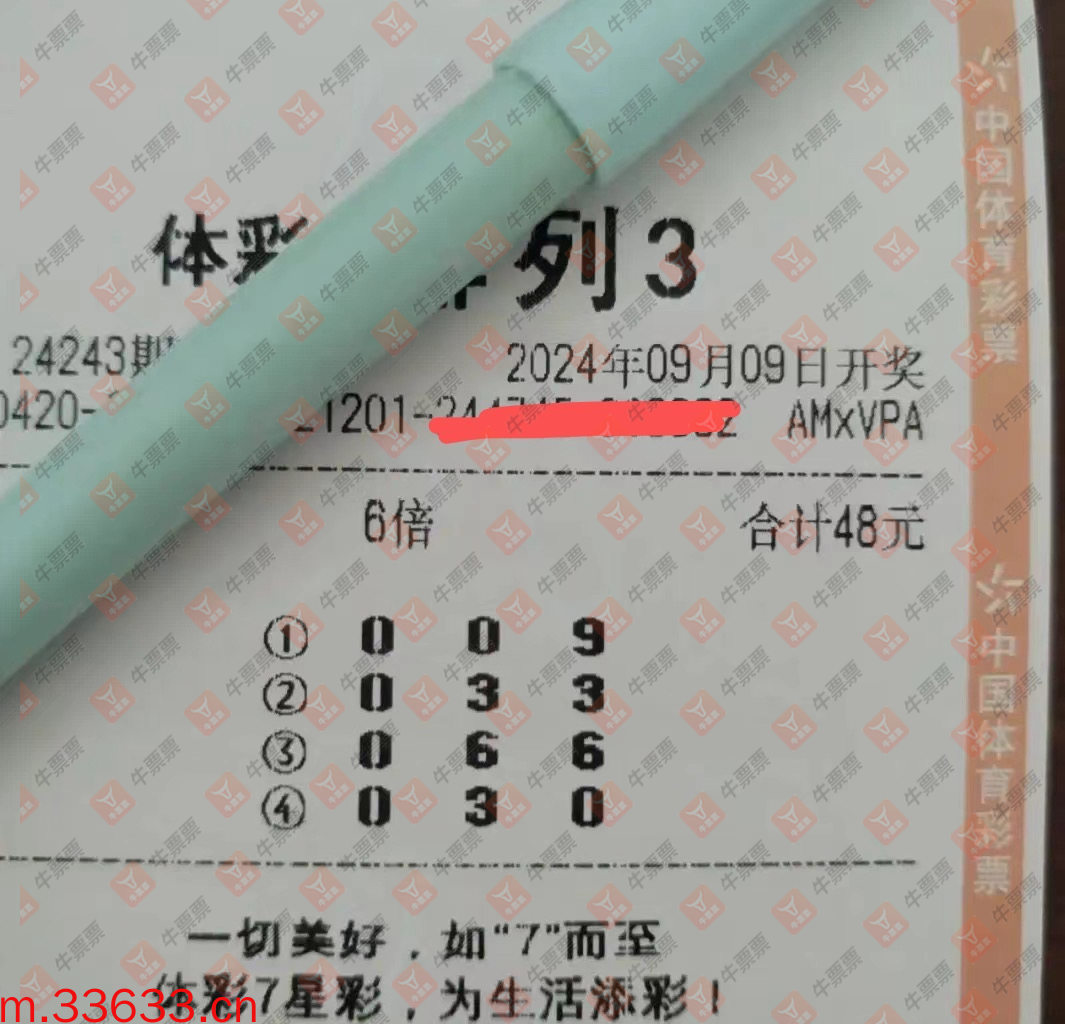 体彩 列3
24243期 2024年09月09日开奖
0420- 1201- AMxVPA
6倍 合计48元
① 0 0 9
② 0 3 3
③ 0 6 6
④ 0 3 0
一切美好，如“7”而至
体彩7星彩，为生活添彩！
m.33633.cn
中国体育彩票
中国体育彩票
牛票票